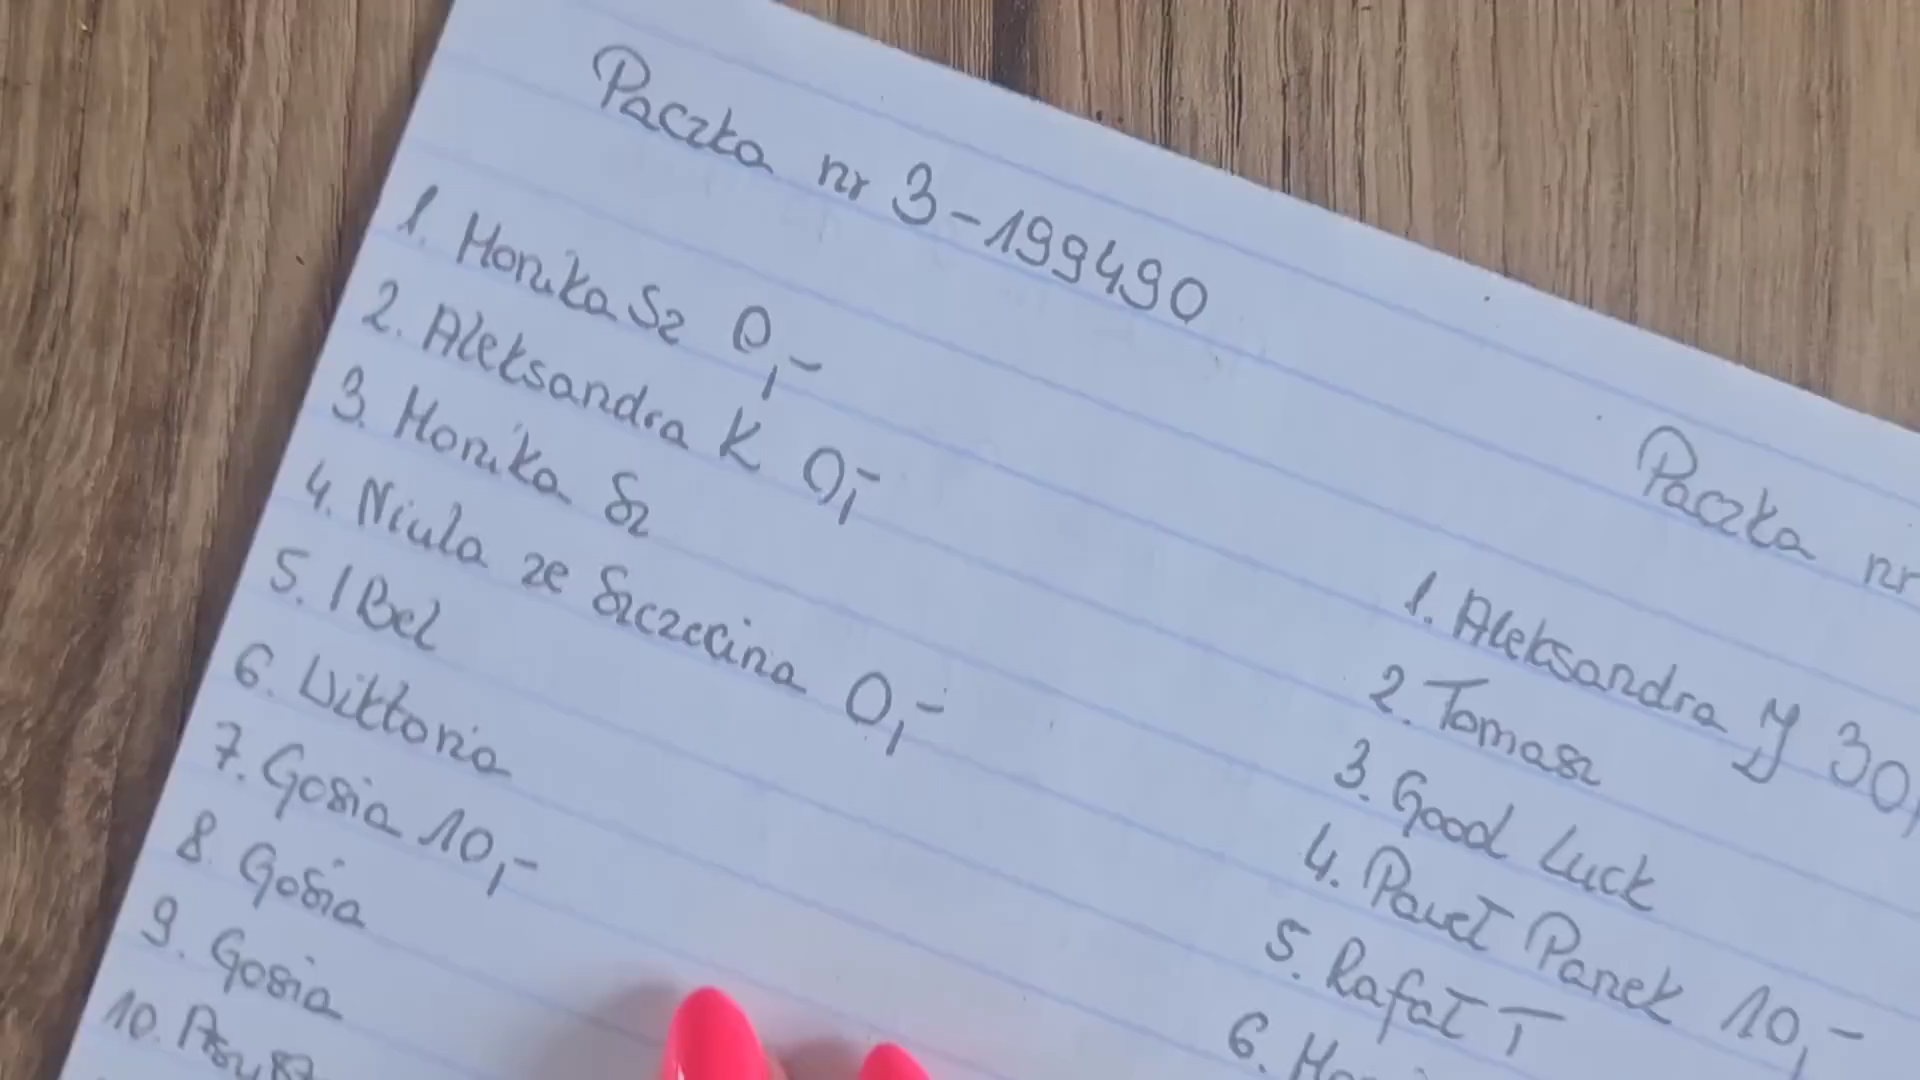 Paczka nr 3-199490
1. Monika Sz 0,-
2. Aleksandra K 0,-
3. Monika Sz
4. Niula ze Szczecina 0,-
5. I Bel
6. Wiktoria
7. Gosia 10,-
8. Gosia
9. Gosia
10.
Paczka nr
1. Aleksandra J 30,
2. Tomasz
3. Good Luck
4. Paweł Panek 10,-
5. Rafał T
6.